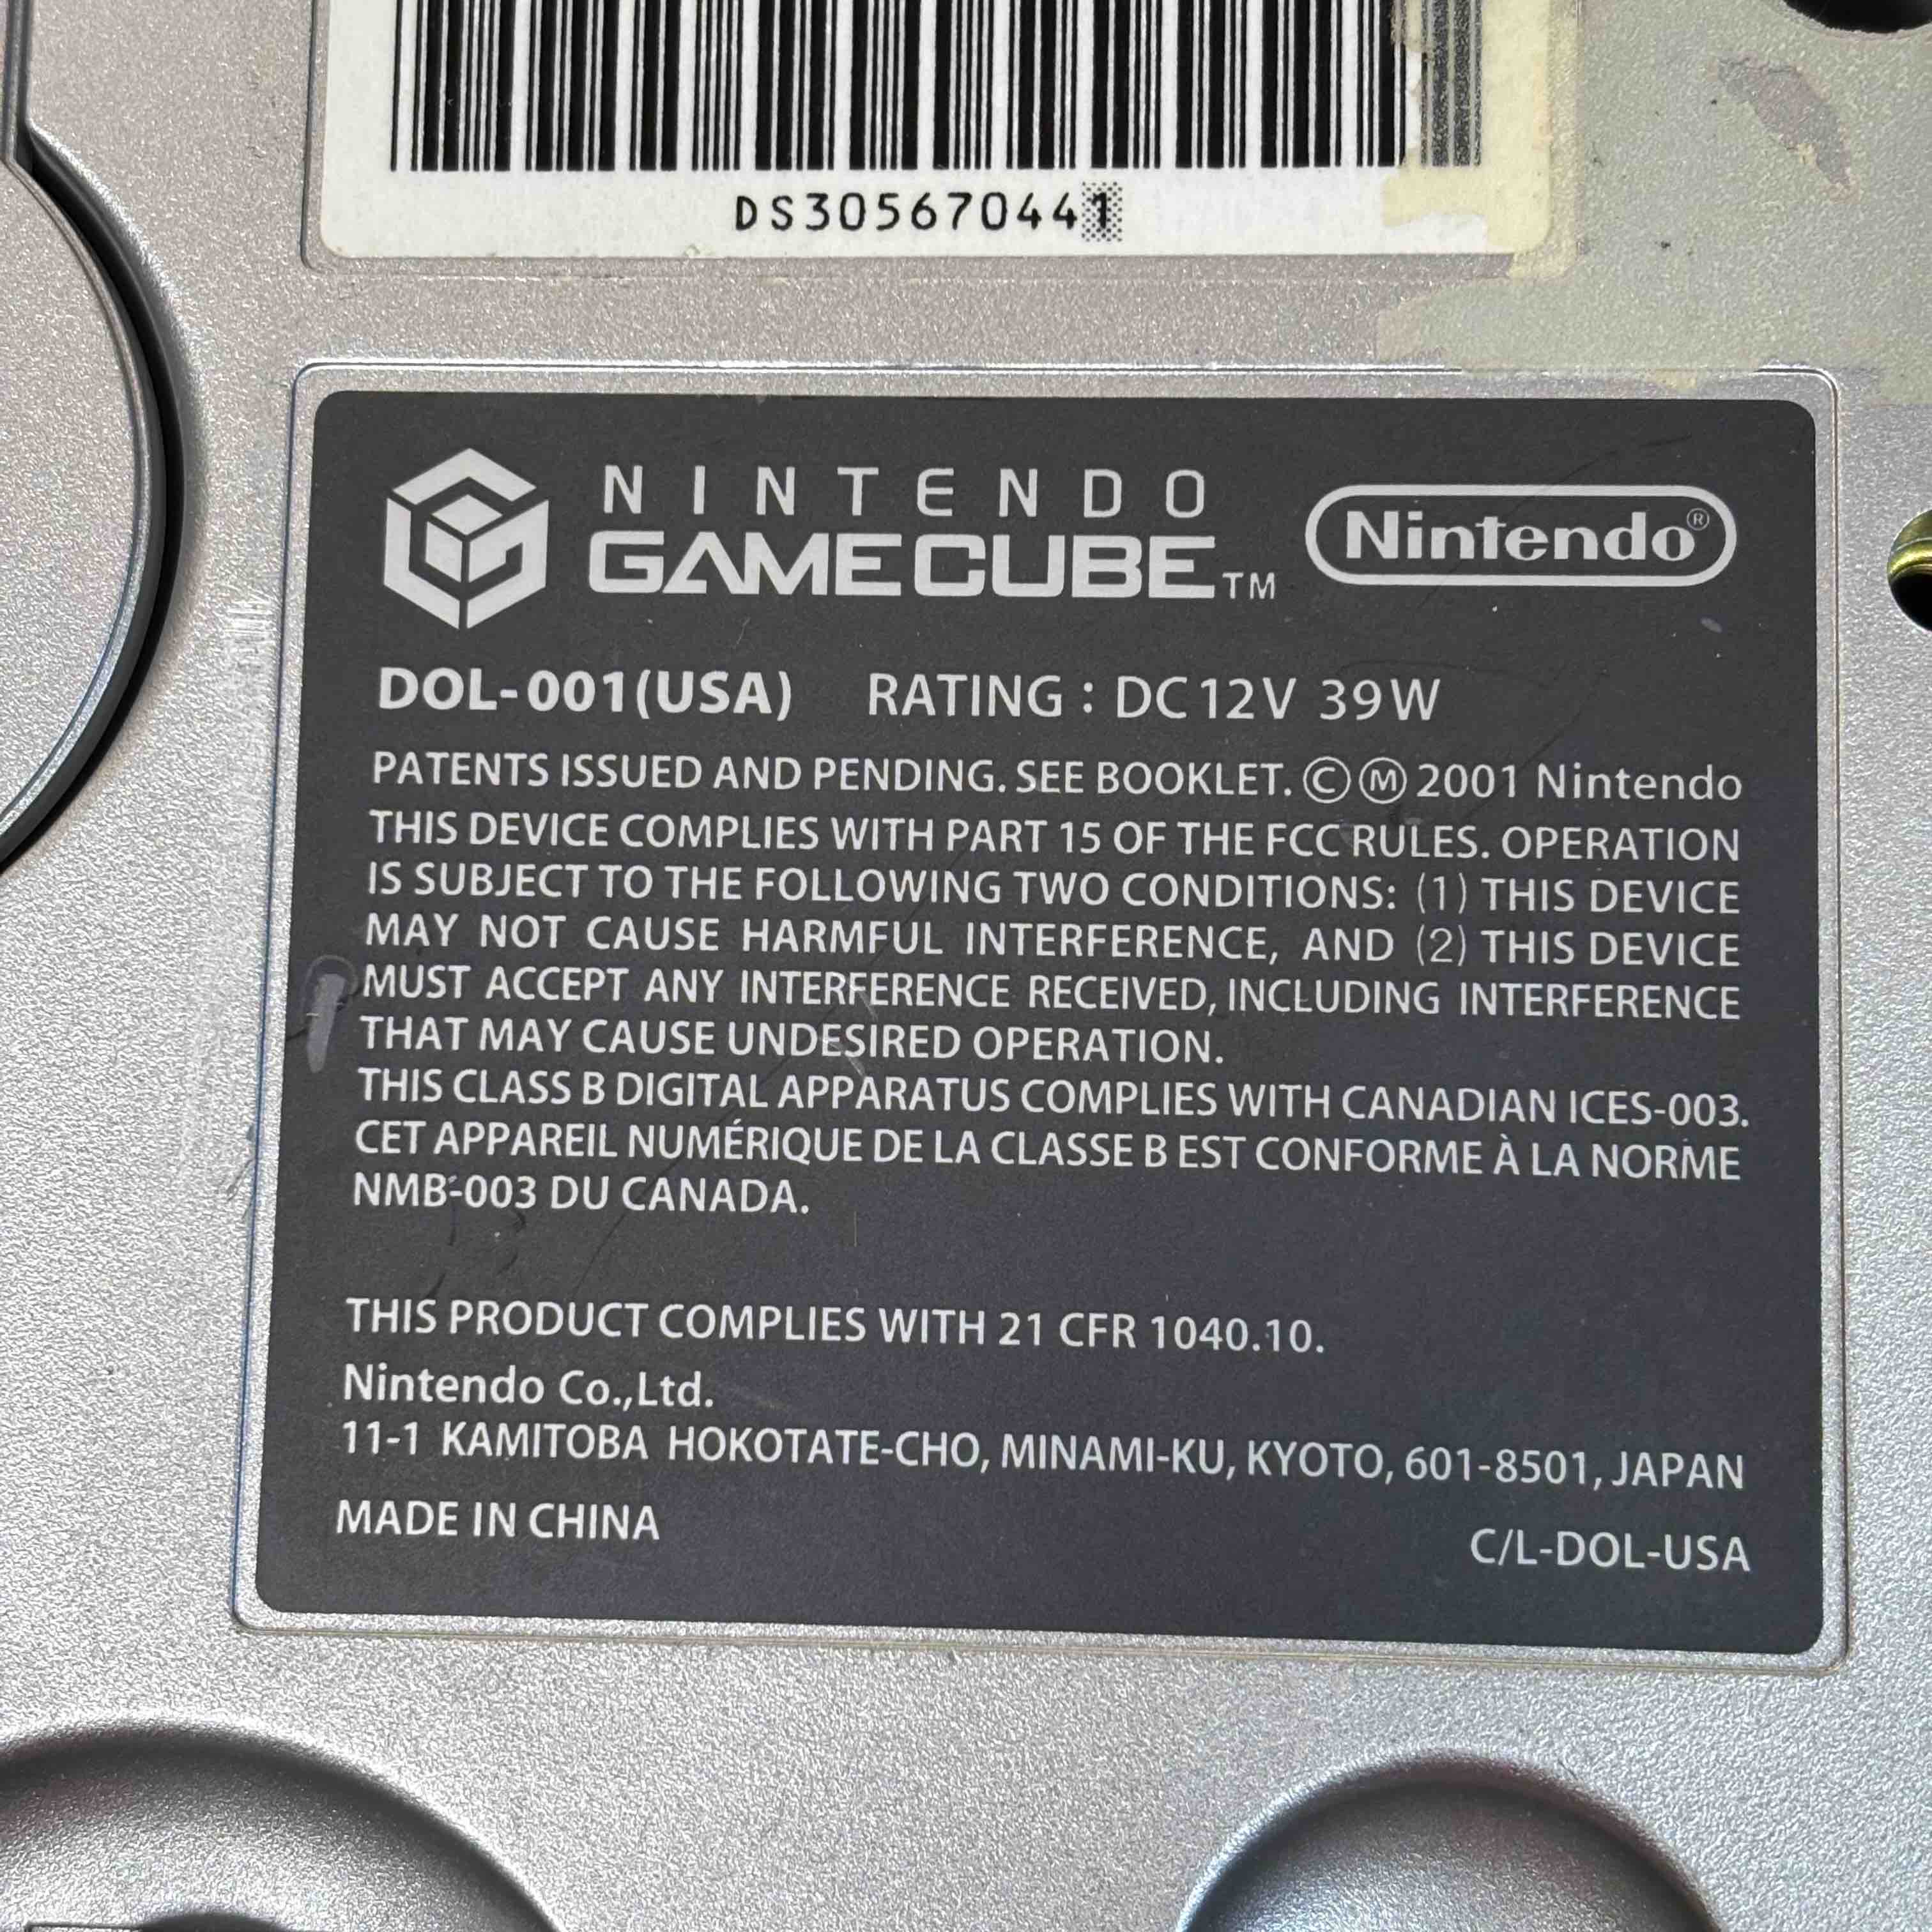 DS305670441
NINTENDO
GAMECUBE™
Nintendo®
DOL-001(USA) RATING : DC12V 39W
PATENTS ISSUED AND PENDING. SEE BOOKLET. ©Ⓜ2001 Nintendo
THIS DEVICE COMPLIES WITH PART 15 OF THE FCC RULES. OPERATION
IS SUBJECT TO THE FOLLOWING TWO CONDITIONS: (1) THIS DEVICE
MAY NOT CAUSE HARMFUL INTERFERENCE, AND (2) THIS DEVICE
MUST ACCEPT ANY INTERFERENCE RECEIVED, INCLUDING INTERFERENCE
THAT MAY CAUSE UNDESIRED OPERATION.
THIS CLASS B DIGITAL APPARATUS COMPLIES WITH CANADIAN ICES-003.
CET APPAREIL NUMÉRIQUE DE LA CLASSE B EST CONFORME À LA NORME
NMB-003 DU CANADA.
THIS PRODUCT COMPLIES WITH 21 CFR 1040.10.
Nintendo Co.,Ltd.
11-1 KAMITOBA HOKOTATE-CHO, MINAMI-KU, KYOTO, 601-8501, JAPAN
MADE IN CHINA
C/L-DOL-USA